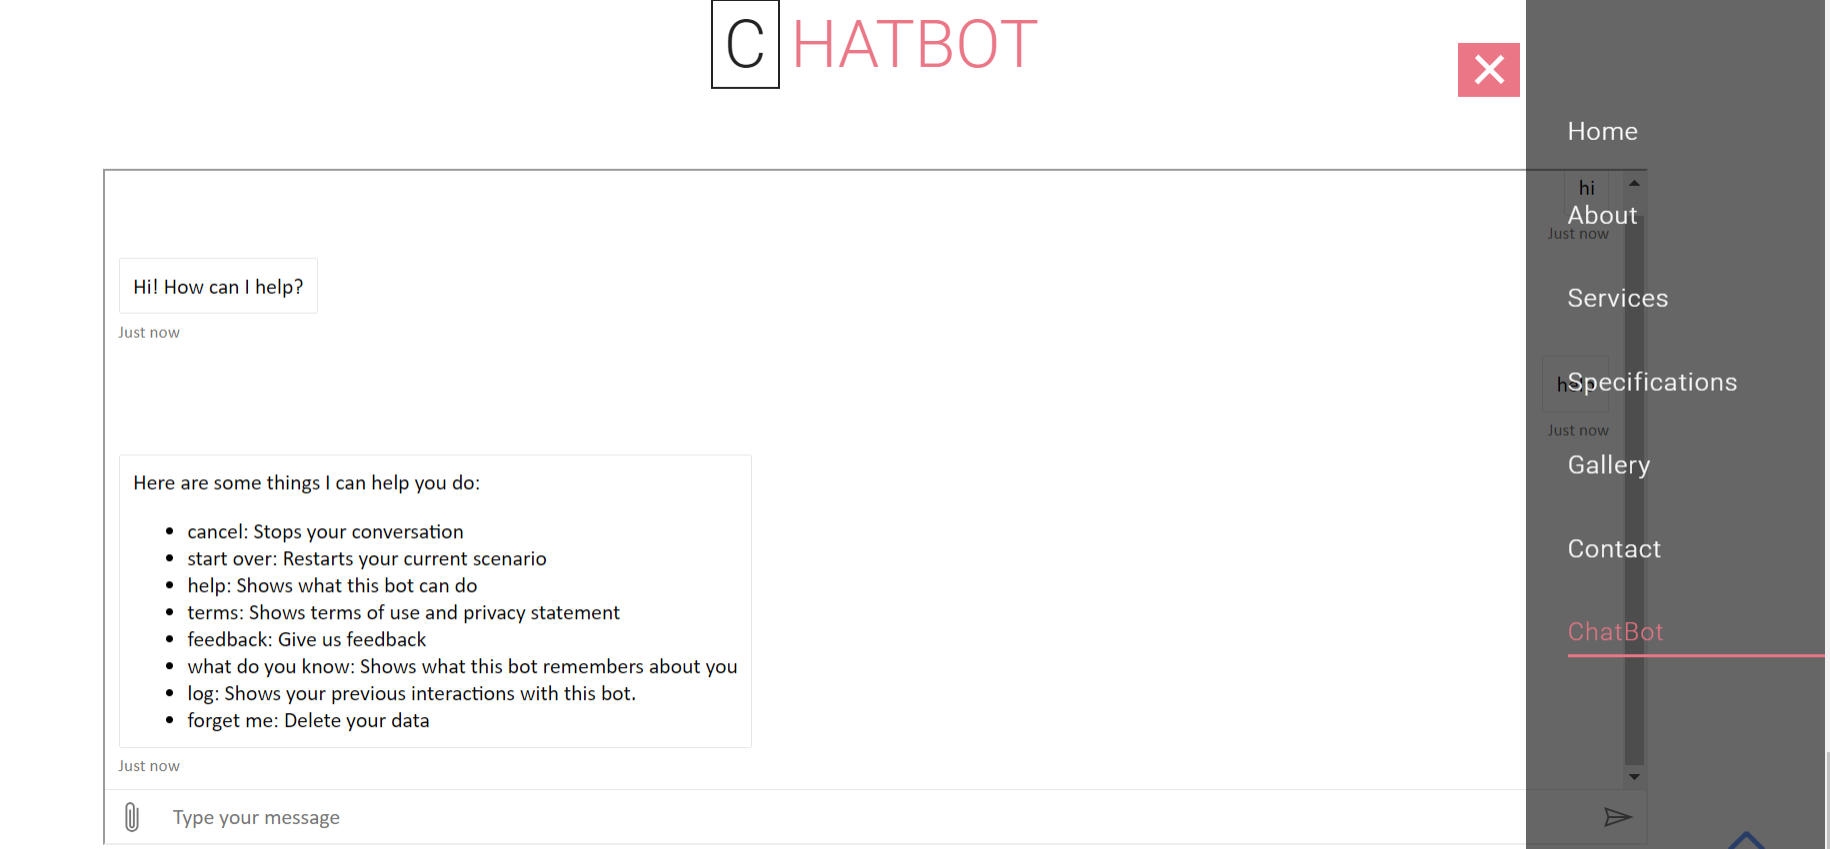 CHATBOT
Home
hi
About
Just now
Hi! How can I help?
Just now
Services
help
Specifications
Just now
Gallery
Here are some things I can help you do:
cancel: Stops your conversation
start over: Restarts your current scenario
help: Shows what this bot can do
terms: Shows terms of use and privacy statement
feedback: Give us feedback
what do you know: Shows what this bot remembers about you
log: Shows your previous interactions with this bot.
forget me: Delete your data
Just now
Contact
ChatBot
Type your message